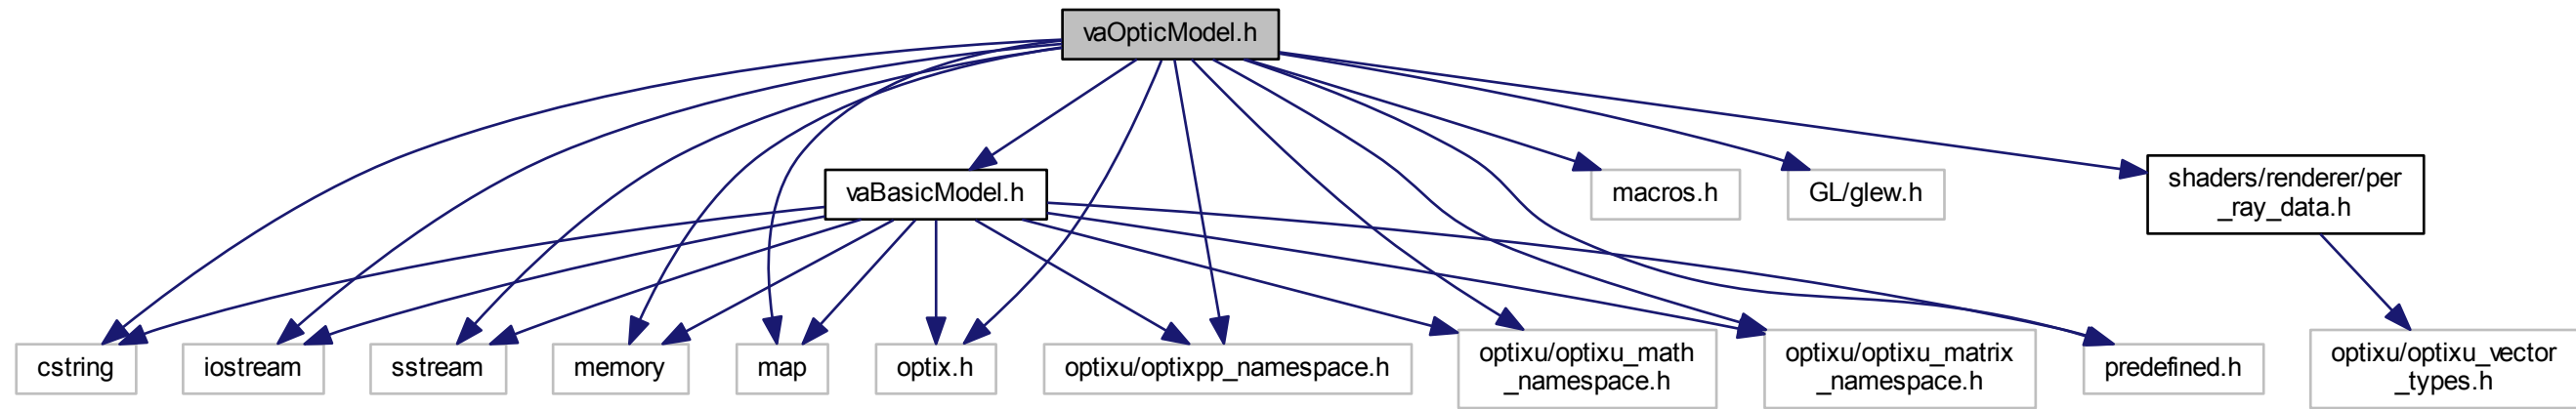 vaOpticModel.h
vaBasicModel.h
macros.h
GL/glew.h
shaders/renderer/per
_ray_data.h
cstring
iostream
sstream
memory
map
optix.h
optixu/optixpp_namespace.h
optixu/optixu_math
_namespace.h
optixu/optixu_matrix
_namespace.h
predefined.h
optixu/optixu_vector
_types.h